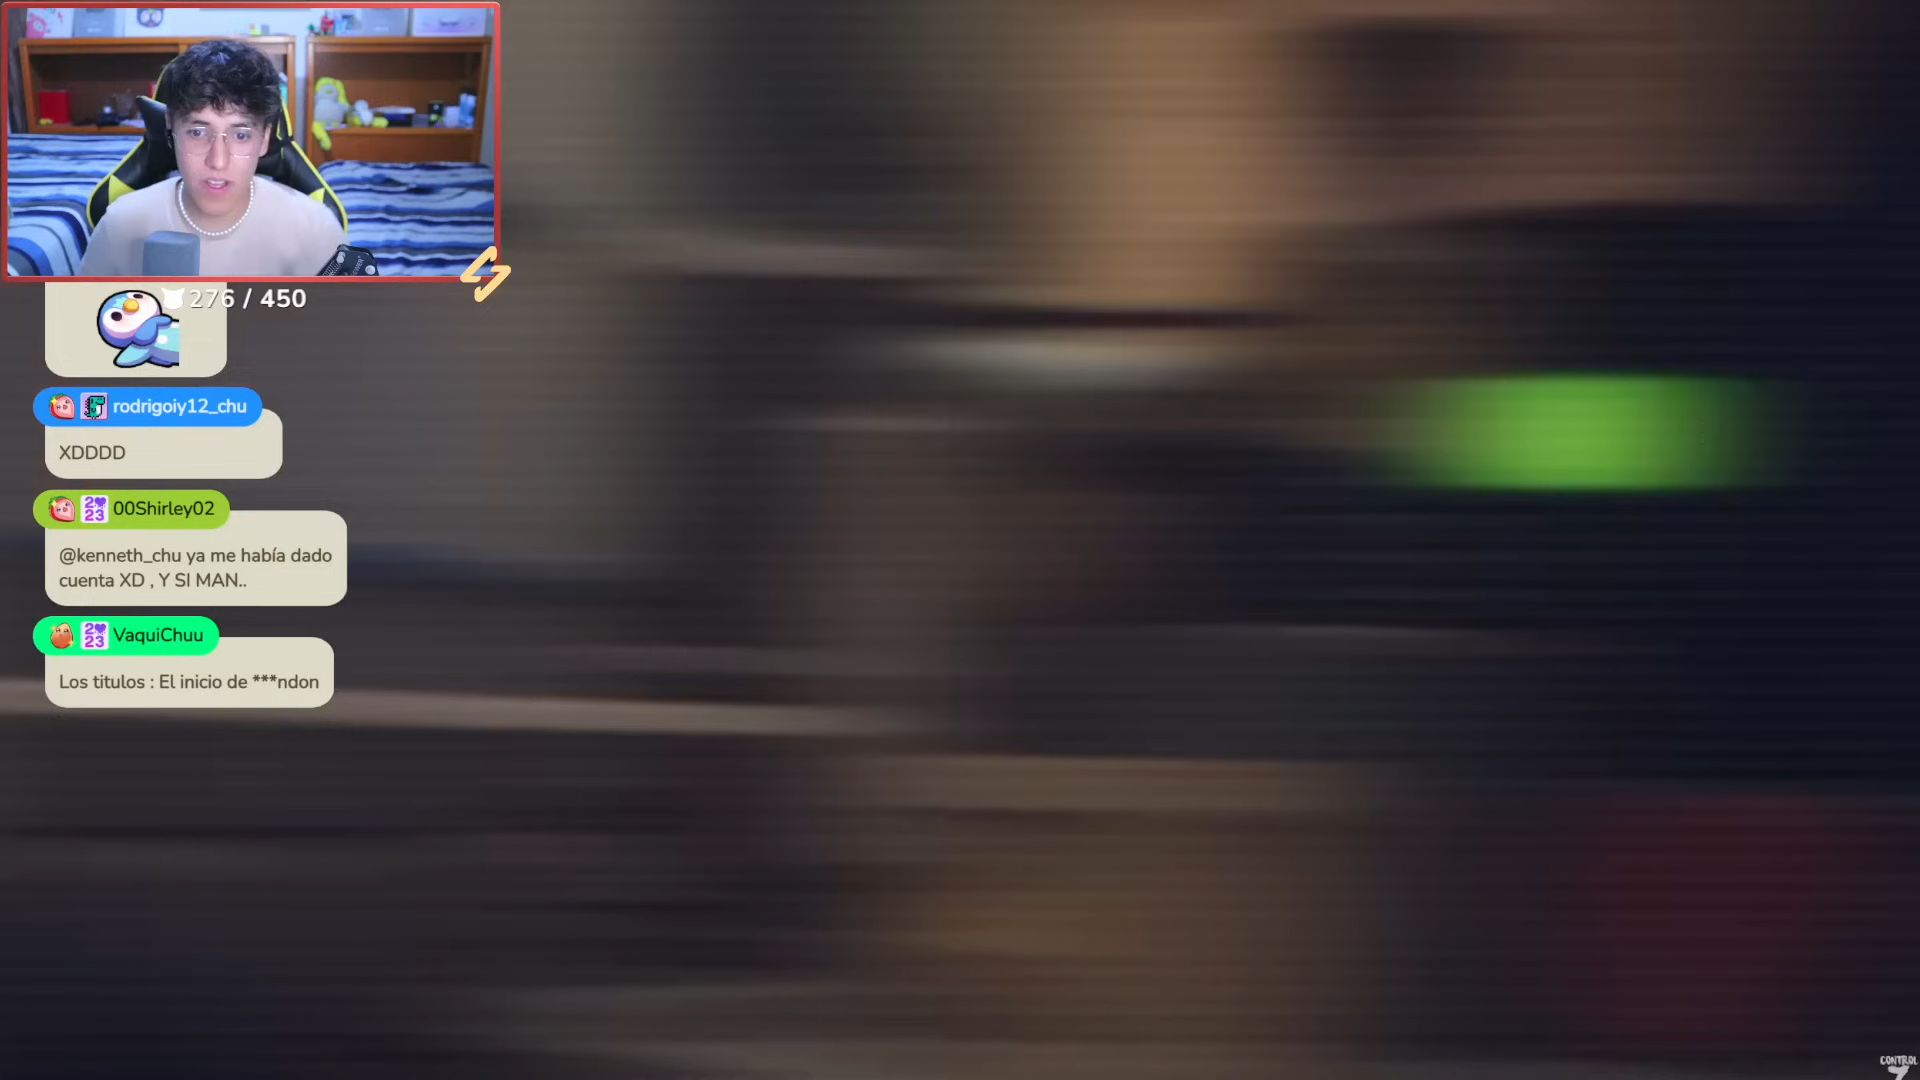 276 / 450
rodrigoiy12_chu
XDDDD
00Shirley02
@kenneth_chu ya me había dado
cuenta XD , Y SI MAN..
VaquiChuu
Los titulos : El inicio de ***ndon
CONTROL